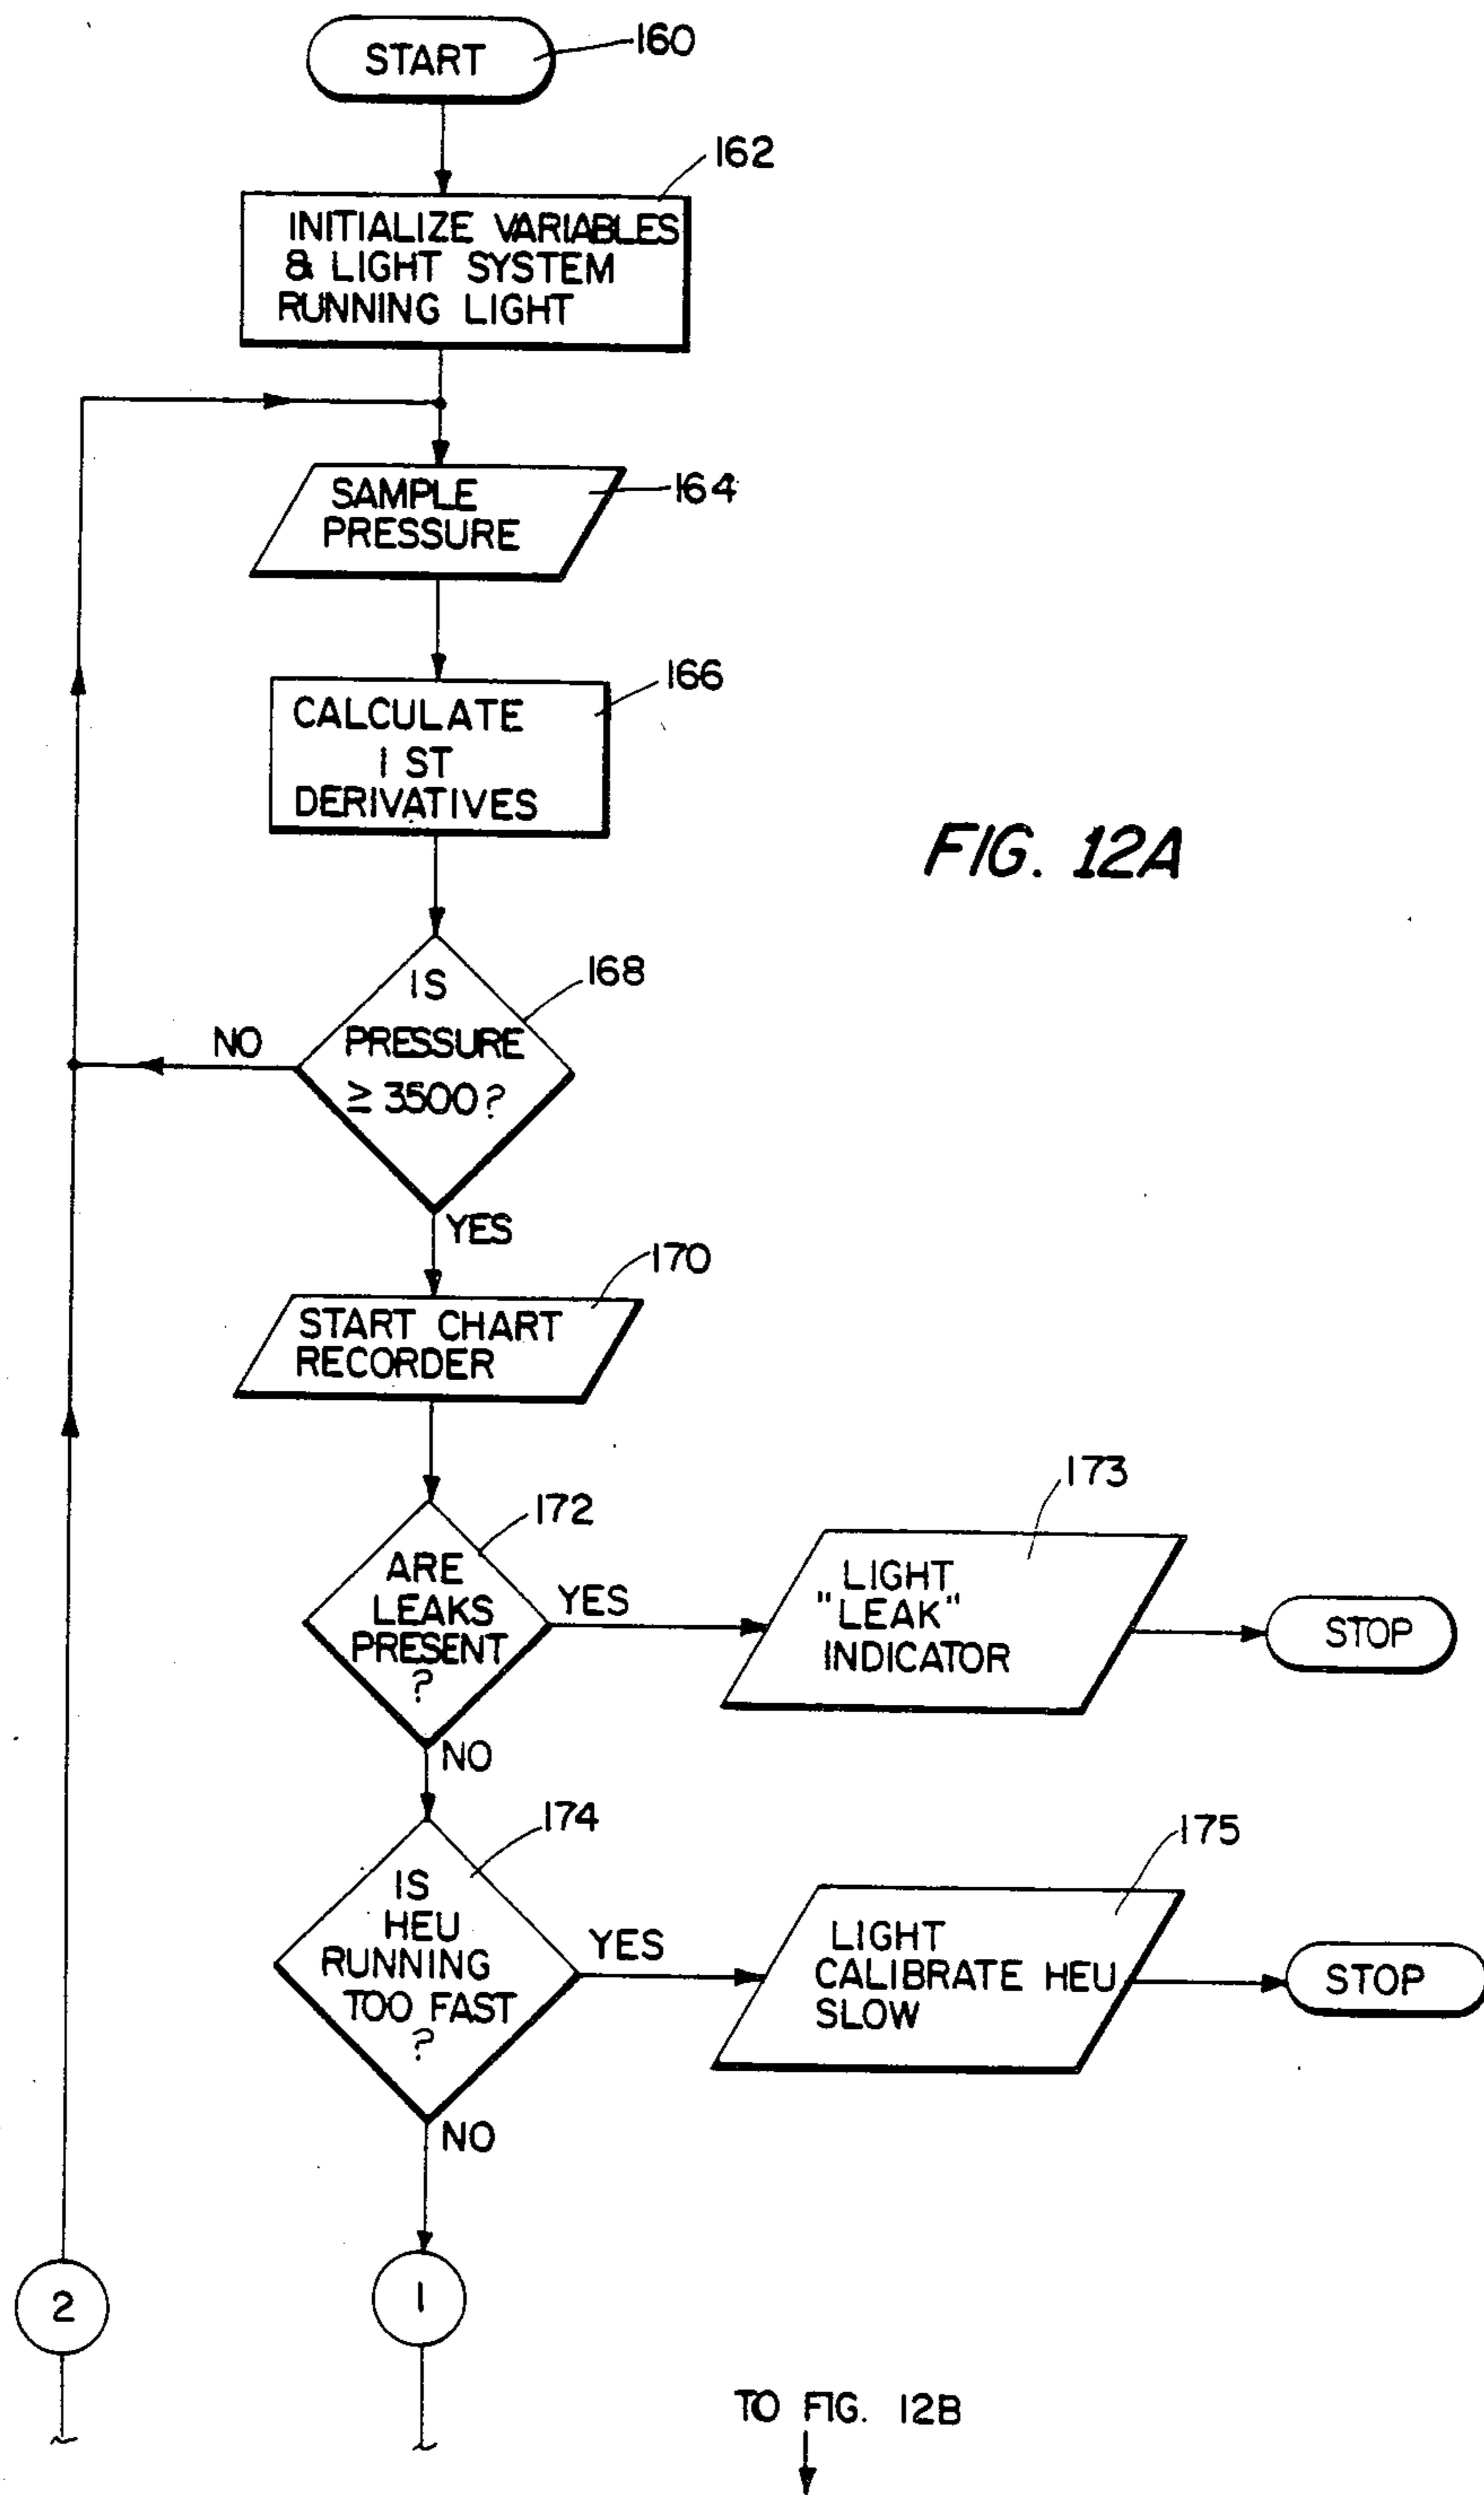 START
160
162
INITIALIZE VARIABLES
& LIGHT SYSTEM
RUNNING LIGHT
SAMPLE
PRESSURE
164
166
CALCULATE
1 ST
DERIVATIVES
FIG. 12A
168
IS
PRESSURE
≥ 3500?
NO
YES
170
START CHART
RECORDER
172
ARE
LEAKS
PRESENT
?
YES
173
LIGHT
"LEAK"
INDICATOR
STOP
NO
174
IS
HEU
RUNNING
TOO FAST
?
YES
175
LIGHT
CALIBRATE HEU
SLOW
STOP
NO
2
1
TO FIG. 12B